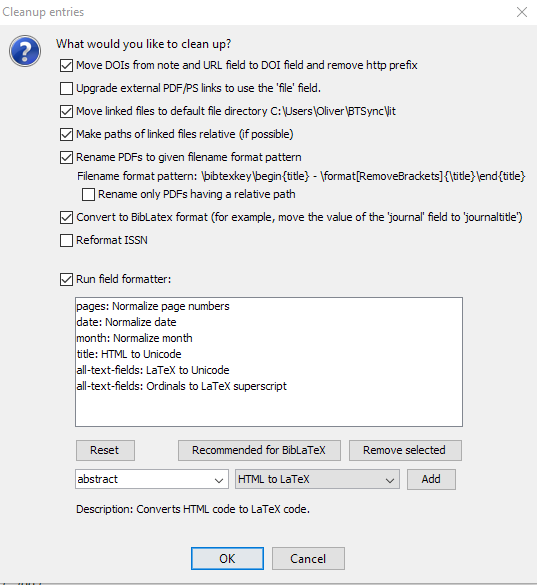 Cleanup entries
What would you like to clean up?
Move DOIs from note and URL field to DOI field and remove http prefix
Upgrade external PDF/PS links to use the 'file' field.
Move linked files to default file directory C:\Users\Oliver\BTSync\lit
Make paths of linked files relative (if possible)
Rename PDFs to given filename format pattern
Filename format pattern: \bibtexkey\begin{title} - \format[RemoveBrackets]{\title}\end{title}
Rename only PDFs having a relative path
Convert to BibLatex format (for example, move the value of the 'journal' field to 'journaltitle')
Reformat ISSN
Run field formatter:
pages: Normalize page numbers
date: Normalize date
month: Normalize month
title: HTML to Unicode
all-text-fields: LaTeX to Unicode
all-text-fields: Ordinals to LaTeX superscript
Reset Recommended for BibLaTeX Remove selected
abstract HTML to LaTeX Add
Description: Converts HTML code to LaTeX code.
OK Cancel